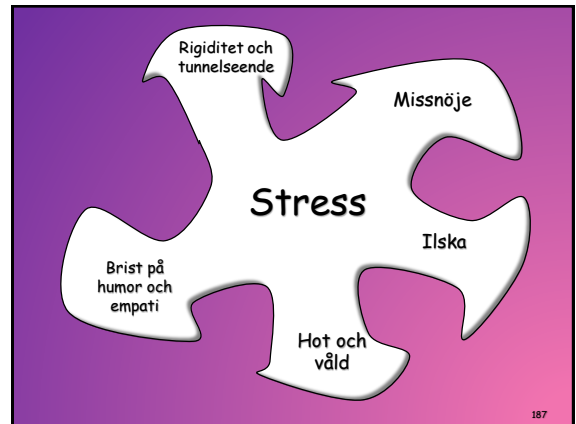 Rigiditet och
tunnelseende
Missnöje
Stress
Ilska
Brist på
humor och
empati
Hot och
våld
187